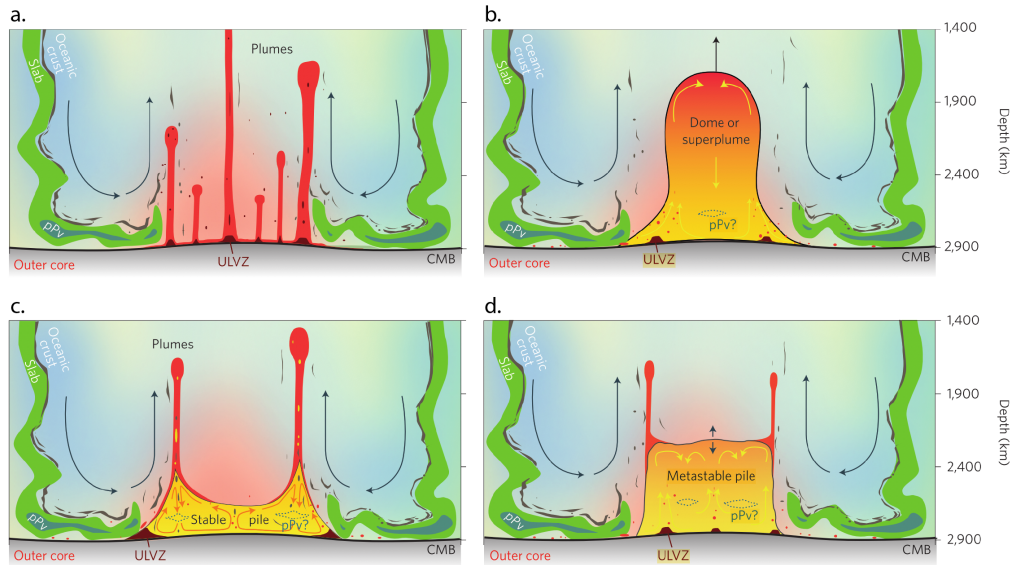 a.
Slab
Oceanic
crust
Plumes
pPv
ULVZ
Outer core
CMB
b.
Slab
Oceanic
crust
Dome or
superplume
pPv?
pPv
ULVZ
Outer core
CMB
1,400
1,900
2,400
2,900
Depth (km)
c.
Slab
Oceanic
crust
Plumes
Stable pile
pPv?
pPv
ULVZ
Outer core
CMB
d.
Slab
Oceanic
crust
Metastable pile
pPv?
pPv
ULVZ
Outer core
CMB
1,400
1,900
2,400
2,900
Depth (km)